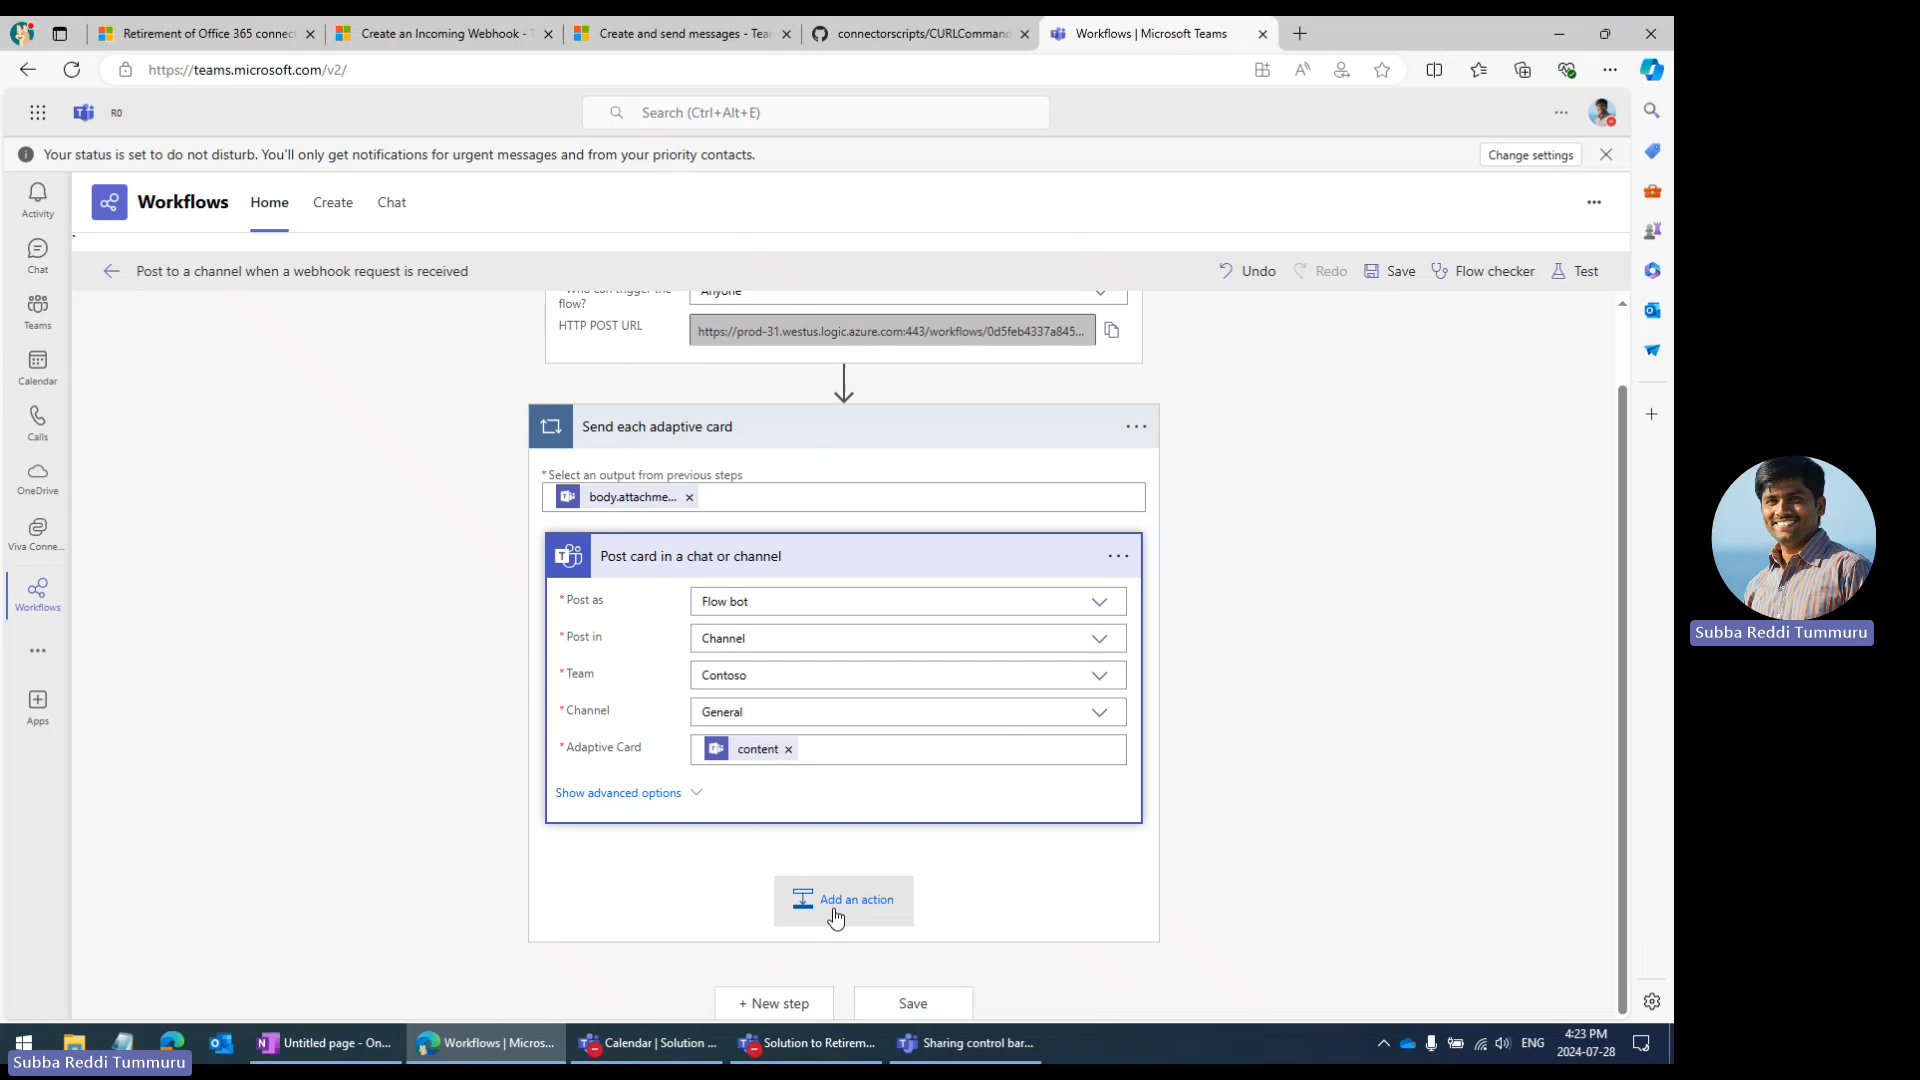 Retirement of Office 365 connect
Create an Incoming Webhook - T
Create and send messages - Tea
connectorscripts/CURLCommand
Workflows | Microsoft Teams
https://teams.microsoft.com/v2/
RO
Search (Ctrl+Alt+E)
Your status is set to do not disturb. You'll only get notifications for urgent messages and from your priority contacts.
Change settings
Activity
Chat
Teams
Calendar
Calls
OneDrive
Viva Conne...
Workflows
Apps
Workflows
Home
Create
Chat
Post to a channel when a webhook request is received
Undo
Redo
Save
Flow checker
Test
Who can trigger the
flow?
Anyone
HTTP POST URL
https://prod-31.westus.logic.azure.com:443/workflows/0d5feb4337a845...
Send each adaptive card
* Select an output from previous steps
body.attachme...
Post card in a chat or channel
* Post as
Flow bot
* Post in
Channel
* Team
Contoso
* Channel
General
* Adaptive Card
content
Show advanced options
Add an action
+ New step
Save
Subba Reddi Tummuru
Untitled page - On...
Workflows | Micros...
Calendar | Solution ...
Solution to Retirem...
Sharing control bar...
ENG
4:23 PM
2024-07-28
Subba Reddi Tummuru